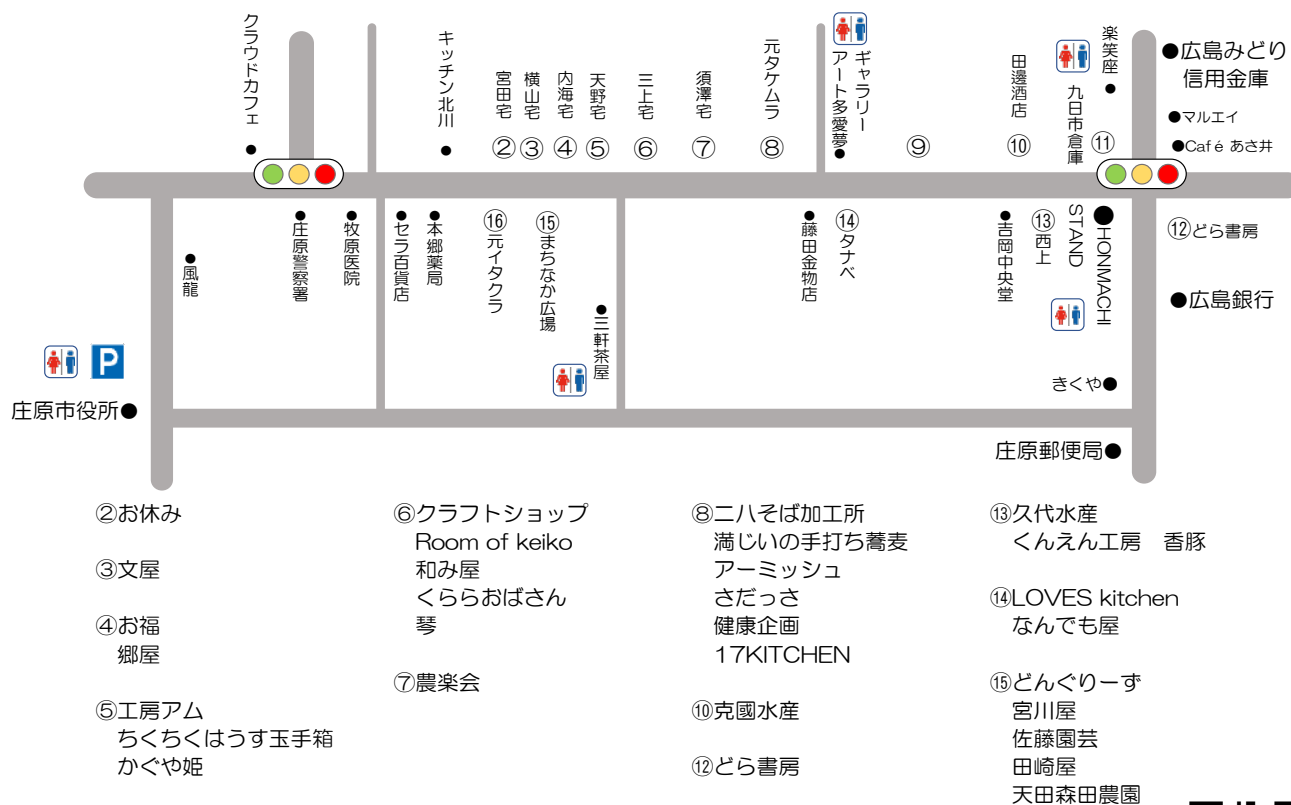 クラウドカフェ
キッチン北川
宮田宅
②
横山宅
③
内海宅
④
天野宅
⑤
三上宅
⑥
須澤宅
⑦
元タケムラ
⑧
ギャラリー
アート多愛夢
⑨
田邊酒店
⑩
九日市倉庫
楽笑座
⑪
●広島みどり
信用金庫
●マルエイ
●Café あさ井
●風龍
●庄原警察署
●牧原医院
●セラ百貨店
●本郷薬局
⑯元イタクラ
⑮まちなか広場
●三軒茶屋
●藤田金物店
⑭タナベ
●吉岡中央堂
⑬西上
●HONMACHI
STAND
⑫どら書房
●広島銀行
P
きくや●
庄原市役所●
庄原郵便局●
②お休み
③文屋
④お福
郷屋
⑤工房アム
ちくちくはうす玉手箱
かぐや姫
⑥クラフトショップ
Room of keiko
和み屋
くららおばさん
琴
⑦農楽会
⑧二八そば加工所
満じいの手打ち蕎麦
アーミッシュ
さだっさ
健康企画
17KITCHEN
⑩克國水産
⑫どら書房
⑬久代水産
くんえん工房 香豚
⑭LOVES kitchen
なんでも屋
⑮どんぐりーず
宮川屋
佐藤園芸
田崎屋
天田森田農園